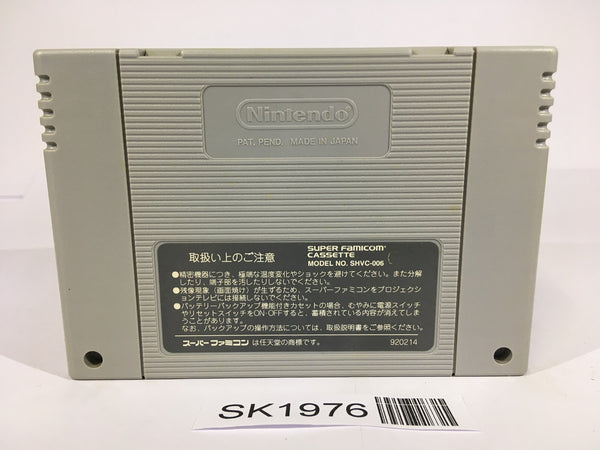 Nintendo
PAT. PEND. MADE IN JAPAN
取扱い上のご注意
SUPER FAMICOM
CASSETTE
MODEL NO. SHVC-006
●精密機器につき、極端な温度変化やショックを避けてください。また分解
したり、端子部を汚したりしないでください。
●残像現象（画面焼け）が生ずるため、スーパーファミコンをプロジェクシ
ョンテレビには接続しないでください。
●バッテリーバックアップ機能付きカセットの場合、むやみに電源スイッチ
やリセットスイッチをON・OFFすると、蓄積されている内容が消えてしま
うことがあります。
なお、バックアップの操作方法については、取扱説明書をご参照ください。
スーパーファミコン は任天堂の商標です。
920214
SK1976